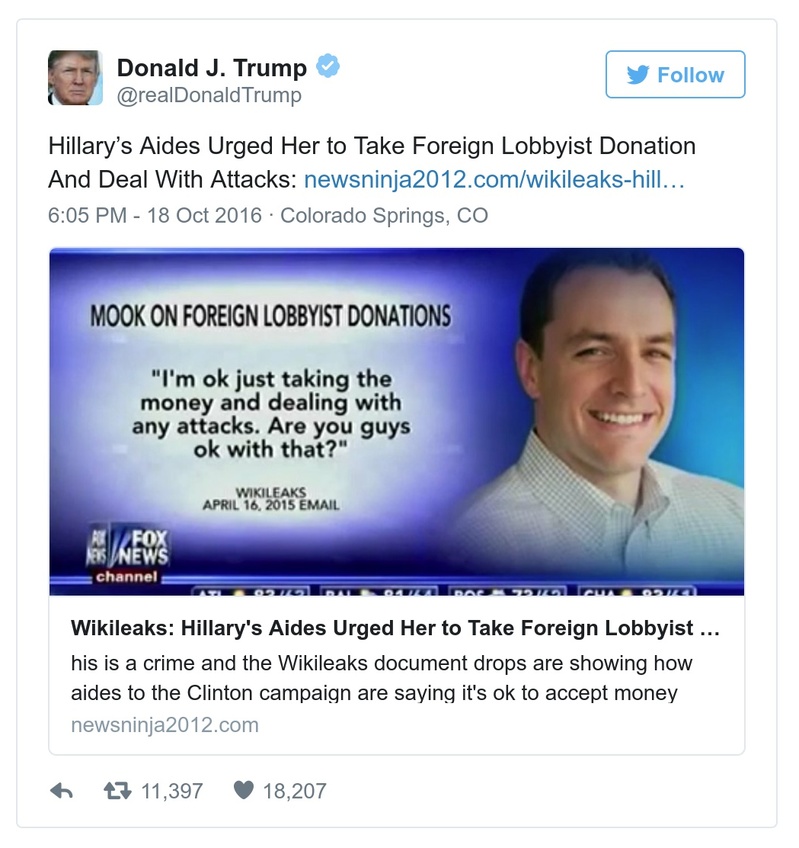 Donald J. Trump
@realDonaldTrump
Follow
Hillary’s Aides Urged Her to Take Foreign Lobbyist Donation
And Deal With Attacks: newsninja2012.com/wikileaks-hill…
6:05 PM - 18 Oct 2016 · Colorado Springs, CO
MOOK ON FOREIGN LOBBYIST DONATIONS
"I'm ok just taking the
money and dealing with
any attacks. Are you guys
ok with that?"
WIKILEAKS
APRIL 16, 2015 EMAIL
FOX
NEWS
FOX
NEWS
channel
Wikileaks: Hillary's Aides Urged Her to Take Foreign Lobbyist ...
his is a crime and the Wikileaks document drops are showing how
aides to the Clinton campaign are saying it's ok to accept money
newsninja2012.com
11,397
18,207